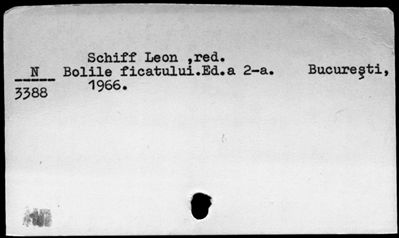 Schiff Leon ,red.
N Bolile ficatului.Ed.a 2-a. București,
3388 1966.